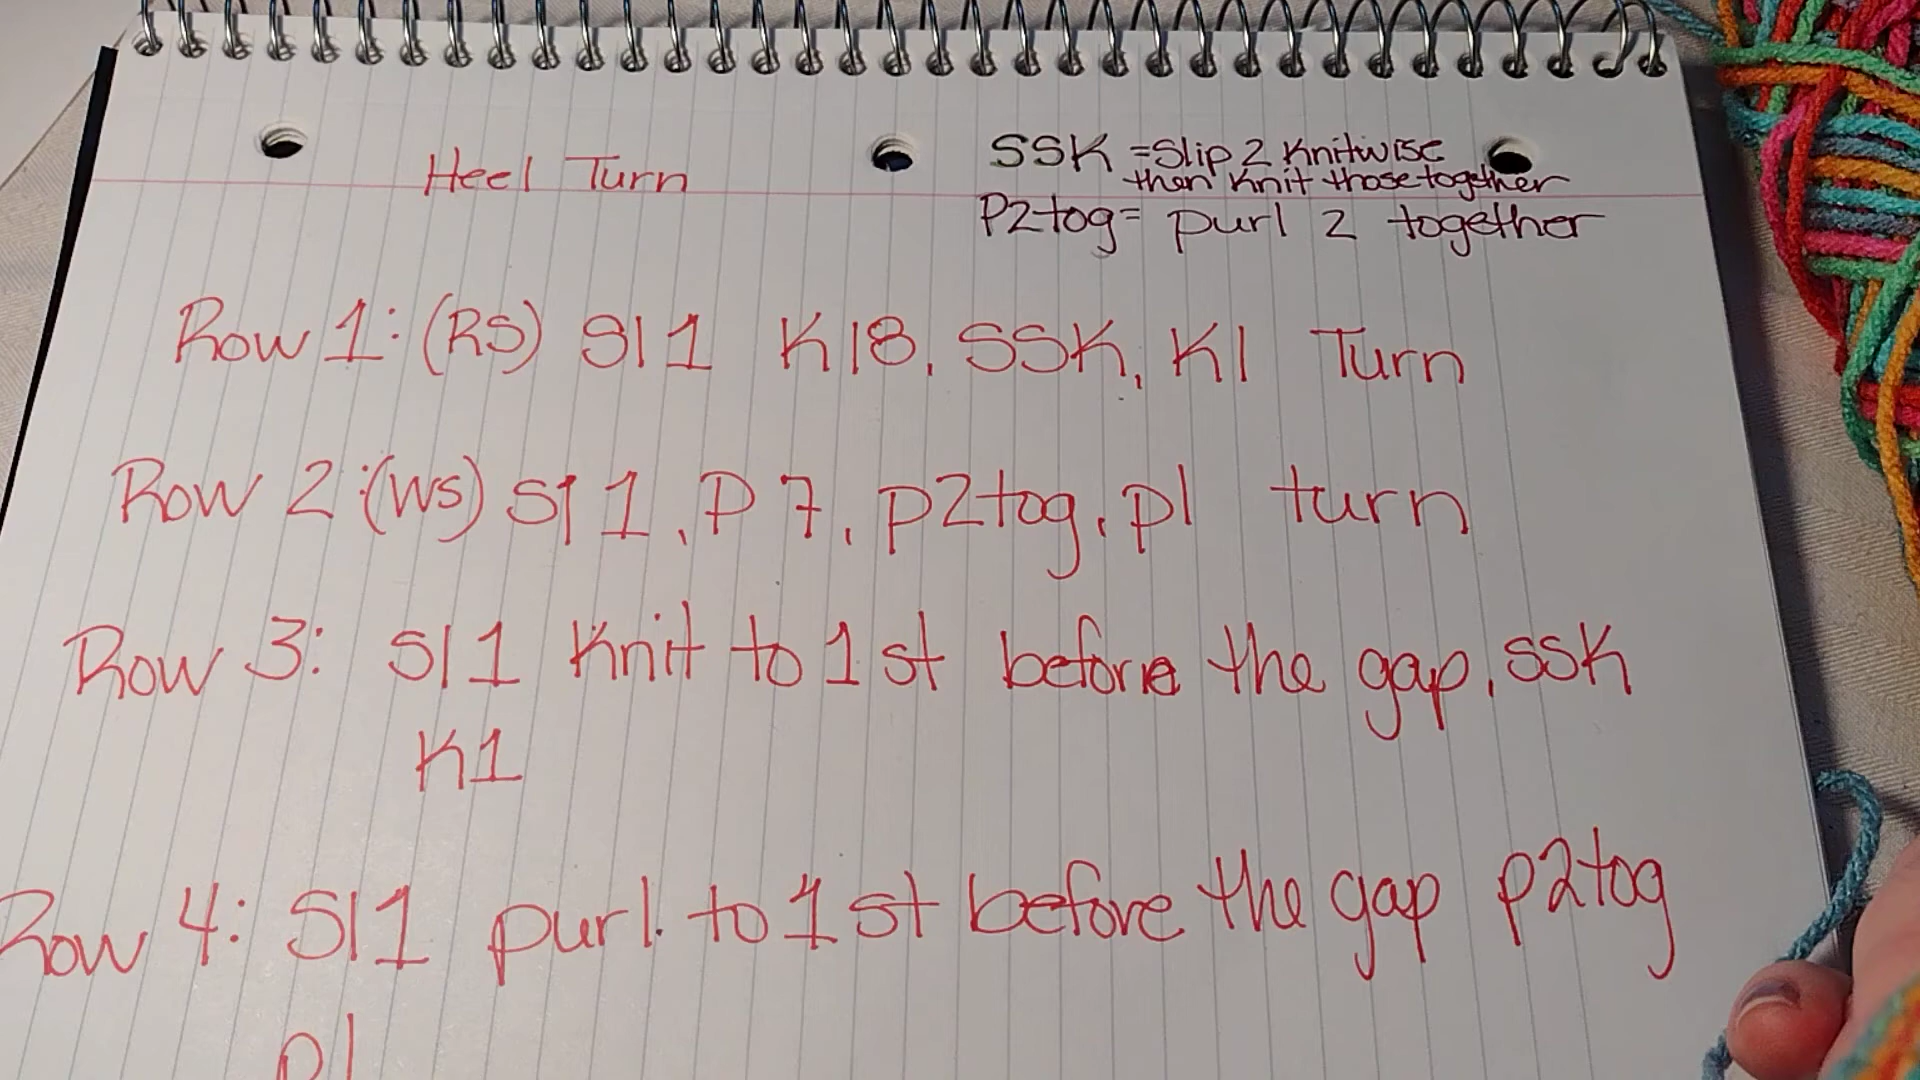 Heel Turn
SSK = Slip 2 Knitwise
then Knit those together
P2tog = purl 2 together
Row 1: (RS) Sl 1 K18, SSK, K1 Turn
Row 2: (WS) Sl 1, P 7, p2tog, p1 turn
Row 3: Sl 1 Knit to 1 st before the gap, SSK
K1
Row 4: Sl 1 purl to 1 st before the gap p2tog
p1